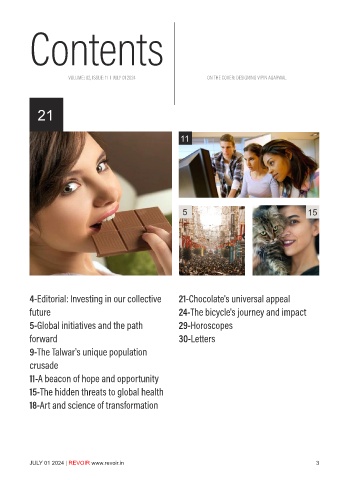 Contents
VOLUME: 02, ISSUE 11 | JULY 01 2024
ON THE COVER: DESIGNING VIPIN AGARWAL
21
11
5
15
4-Editorial: Investing in our collective
future
5-Global initiatives and the path
forward
9-The Talwar's unique population
crusade
11-A beacon of hope and opportunity
15-The hidden threats to global health
18-Art and science of transformation
21-Chocolate's universal appeal
24-The bicycle's journey and impact
29-Horoscopes
30-Letters
JULY 01 2024 | REVOIR www.revoir.in
3